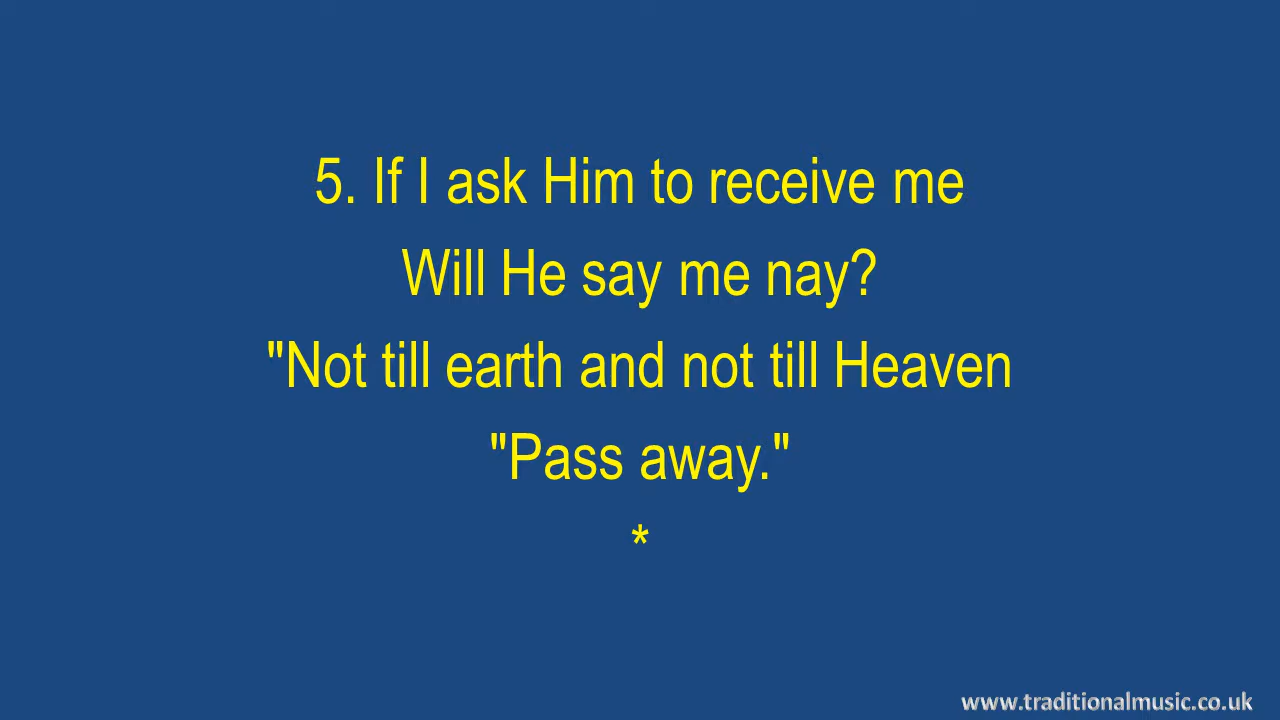 5. If I ask Him to receive me
Will He say me nay?
"Not till earth and not till Heaven
"Pass away."
*
www.traditionalmusic.co.uk